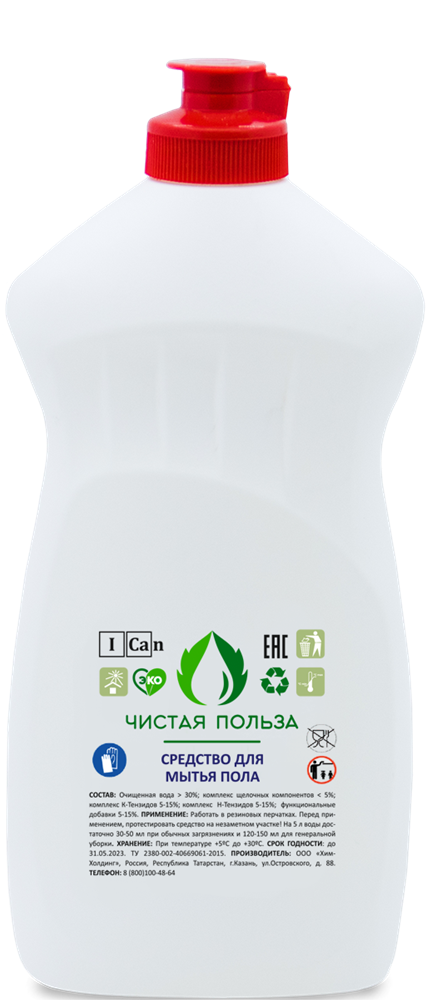 I Can
ЕАС
ЭКО
ЧИСТАЯ ПОЛЬЗА
СРЕДСТВО ДЛЯ
МЫТЬЯ ПОЛА
СОСТАВ: Очищенная вода > 30%; комплекс щелочных компонентов < 5%;
комплекс К-Тензидов 5-15%; комплекс Н-Тензидов 5-15%; функциональные
добавки 5-15%. ПРИМЕНЕНИЕ: Работать в резиновых перчатках. Перед при-
менением, протестировать средство на незаметном участке! На 5 л воды дос-
таточно 30-50 мл при обычных загрязнениях и 120-150 мл для генеральной
уборки. ХРАНЕНИЕ: При температуре +5ºС до +30ºС. СРОК ГОДНОСТИ: до
31.05.2023. ТУ 2380-002-40669061-2015. ПРОИЗВОДИТЕЛЬ: ООО «Хим-
Холдинг», Россия, Республика Татарстан, г.Казань, ул.Островского, д. 88.
ТЕЛЕФОН: 8 (800)100-48-64